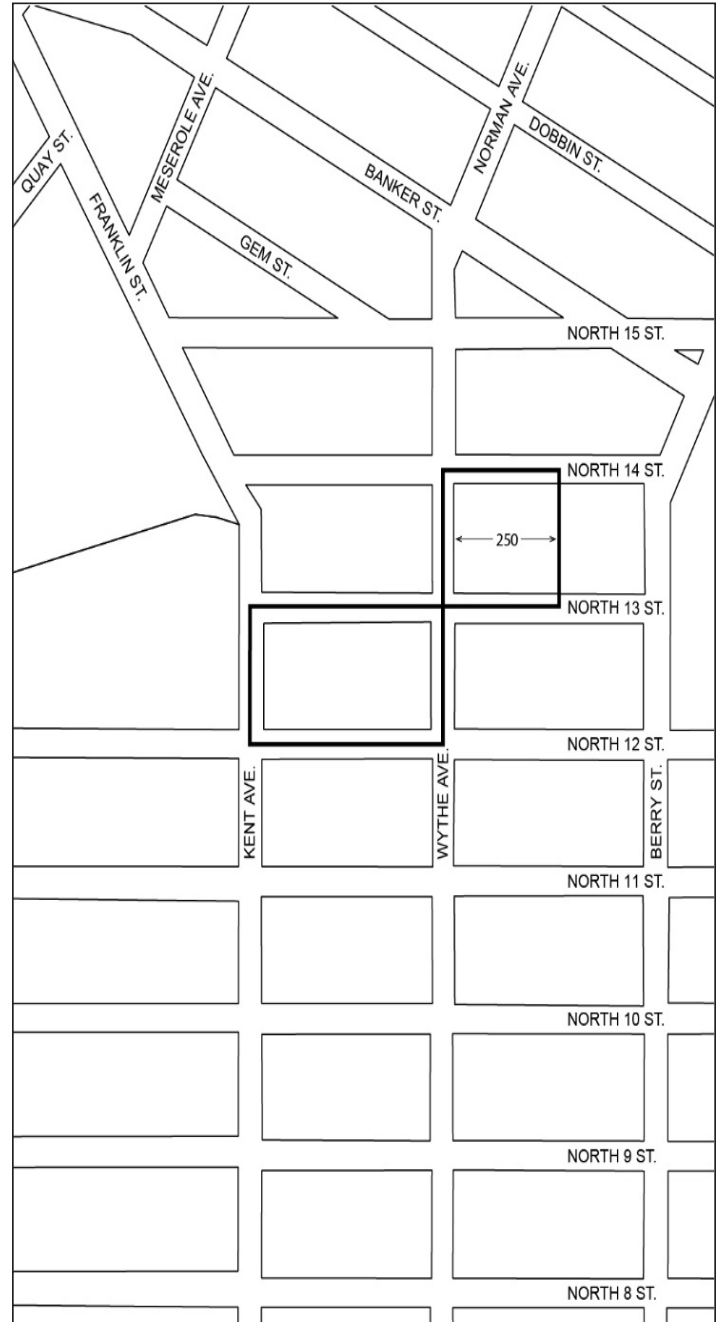 QUAY ST.
MESEROLE AVE.
NORMAN AVE.
DOBBIN ST.
BANKER ST.
FRANKLIN ST.
GEM ST.
NORTH 15 ST.
NORTH 14 ST.
250
NORTH 13 ST.
NORTH 12 ST.
KENT AVE.
WYTHE AVE.
BERRY ST.
NORTH 11 ST.
NORTH 10 ST.
NORTH 9 ST.
NORTH 8 ST.